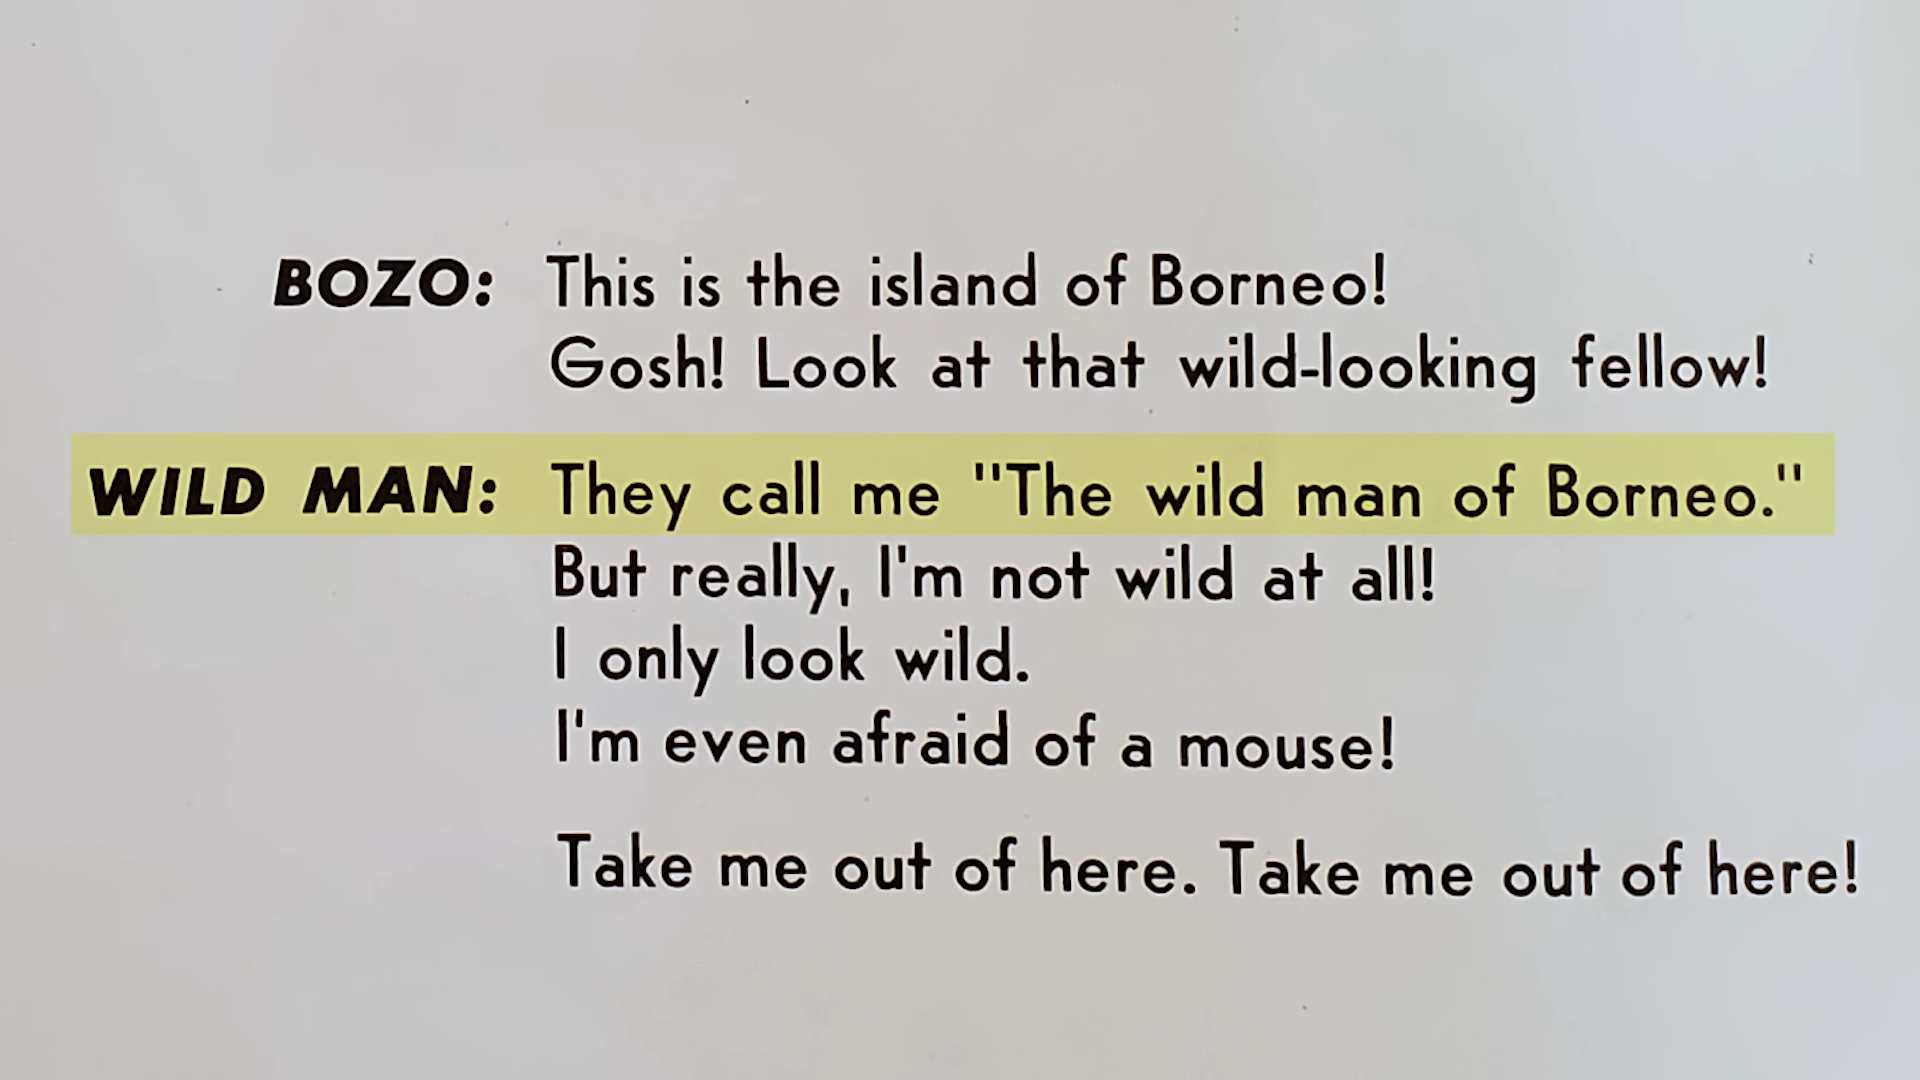 BOZO: This is the island of Borneo!
Gosh! Look at that wild-looking fellow!
WILD MAN: They call me "The wild man of Borneo."
But really, I'm not wild at all!
I only look wild.
I'm even afraid of a mouse!
Take me out of here. Take me out of here!